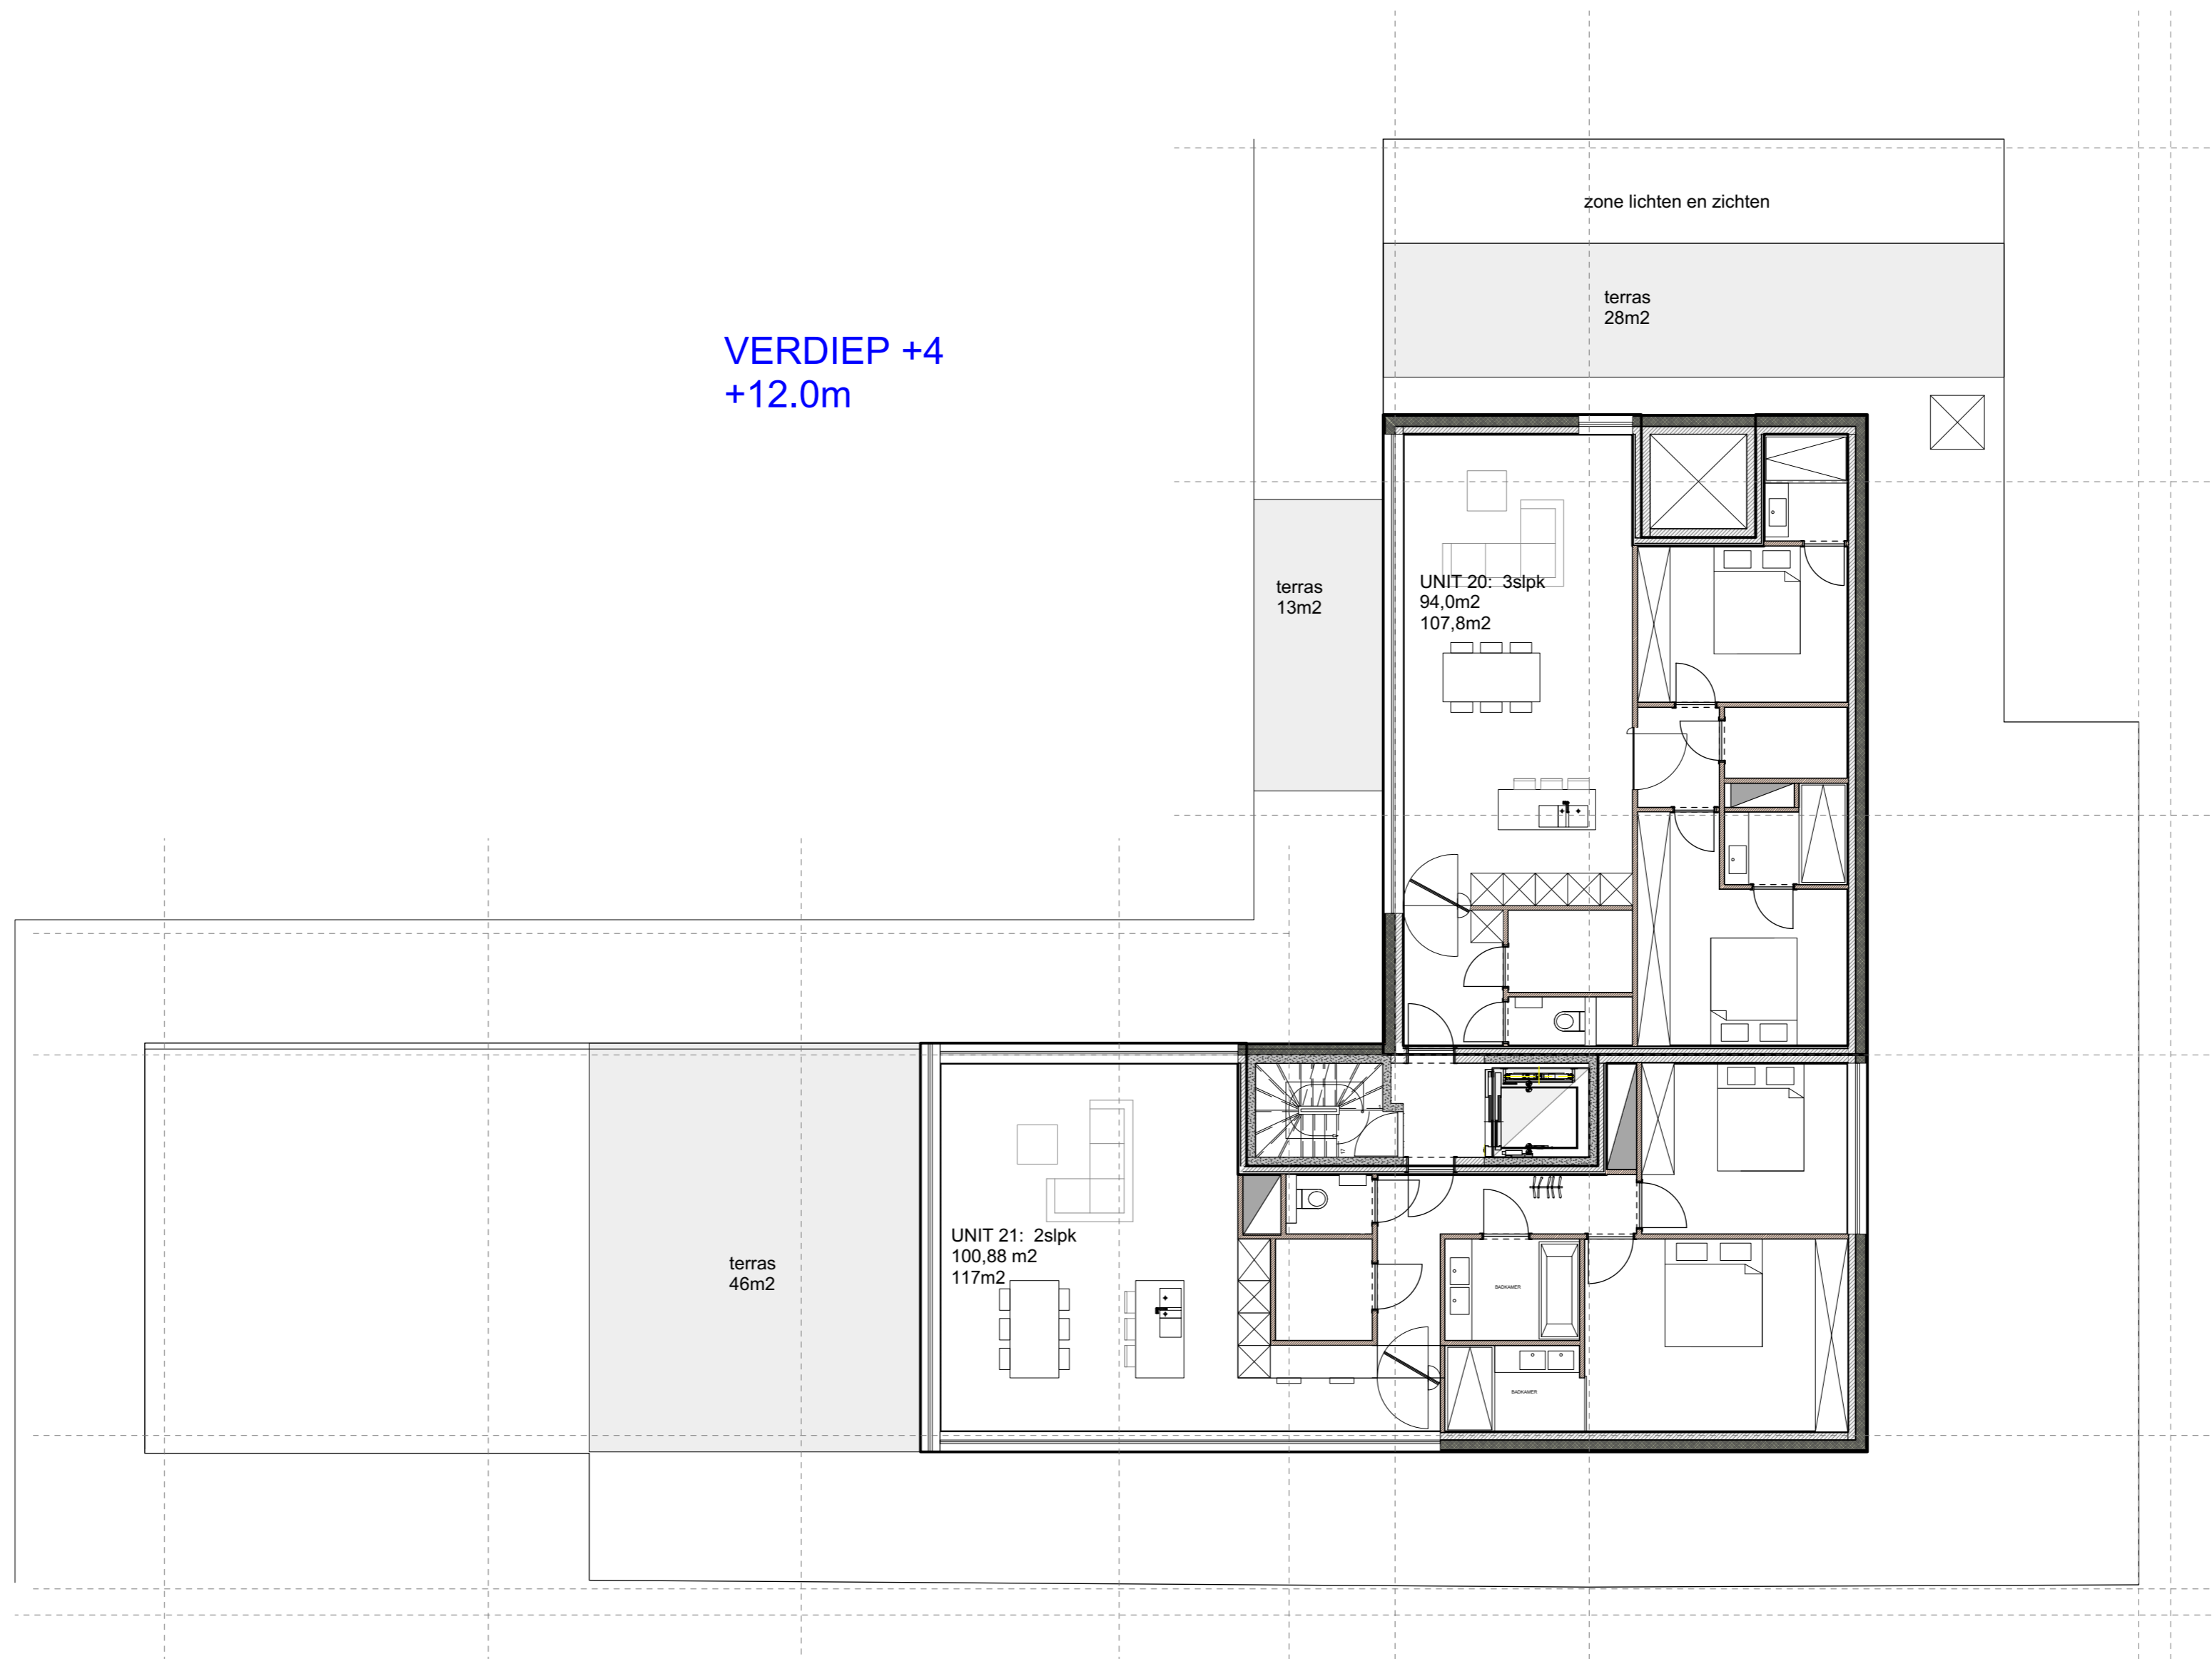 zone lichten en zichten
terras
28m2
VERDIEP +4
+12.0m
terras
13m2
UNIT 20: 3slpk
94,0m2
107,8m2
UNIT 21: 2slpk
100,88 m2
117m2
terras
46m2
17
BADKAMER
BADKAMER